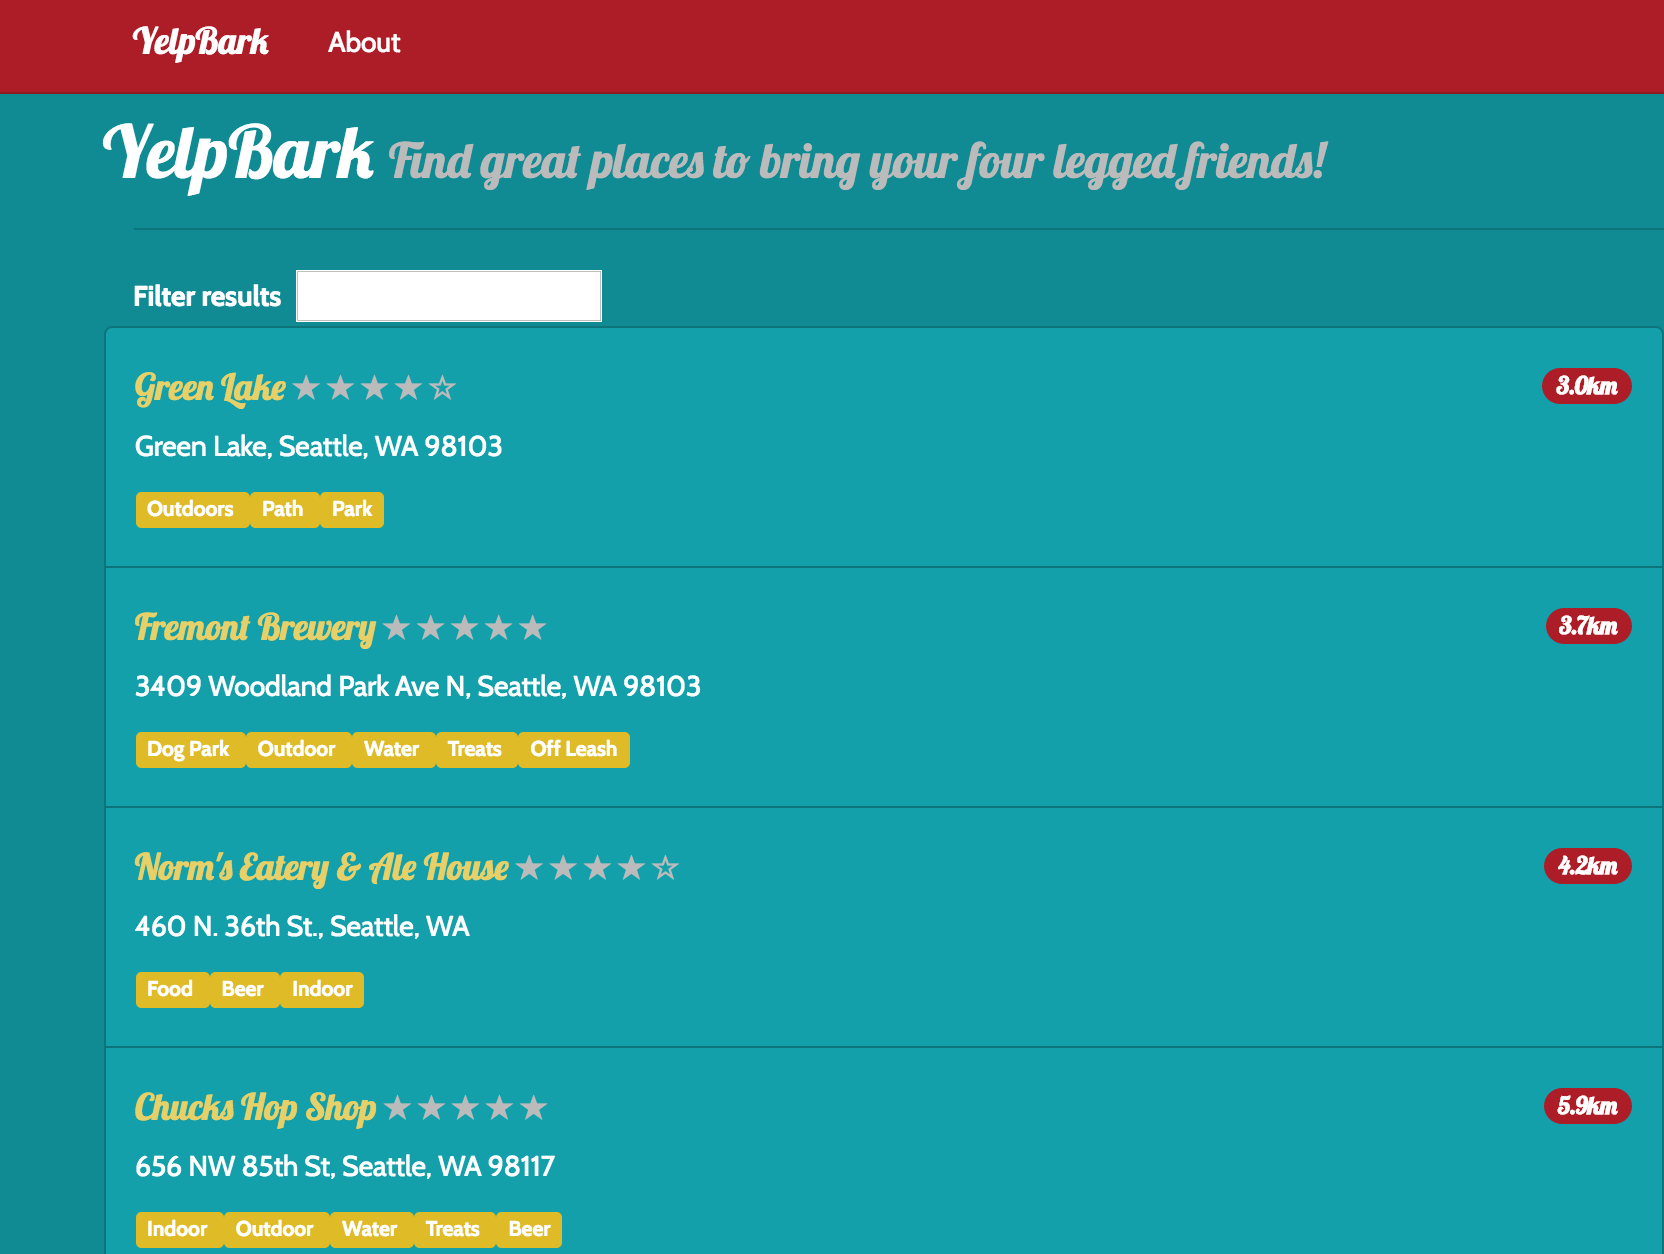 YelpBark About
YelpBark Find great places to bring your four legged friends!
Filter results
Green Lake ★★★★☆ 3.0km
Green Lake, Seattle, WA 98103
Outdoors Path Park
Fremont Brewery ★★★★★ 3.7km
3409 Woodland Park Ave N, Seattle, WA 98103
Dog Park Outdoor Water Treats Off Leash
Norm's Eatery & Ale House ★★★★☆ 4.2km
460 N. 36th St., Seattle, WA
Food Beer Indoor
Chucks Hop Shop ★★★★★ 5.9km
656 NW 85th St, Seattle, WA 98117
Indoor Outdoor Water Treats Beer